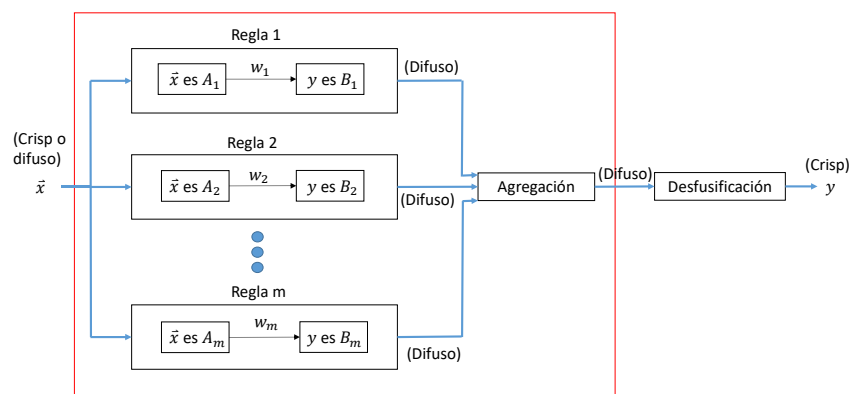 Regla 1
x⃗ es A₁
w₁
y es B₁
(Difuso)
(Crisp o
difuso)
x⃗
Regla 2
x⃗ es A₂
w₂
y es B₂
(Difuso)
Agregación
(Difuso)
Desfusificación
(Crisp)
y
Regla m
x⃗ es Aₘ
wₘ
y es Bₘ
(Difuso)